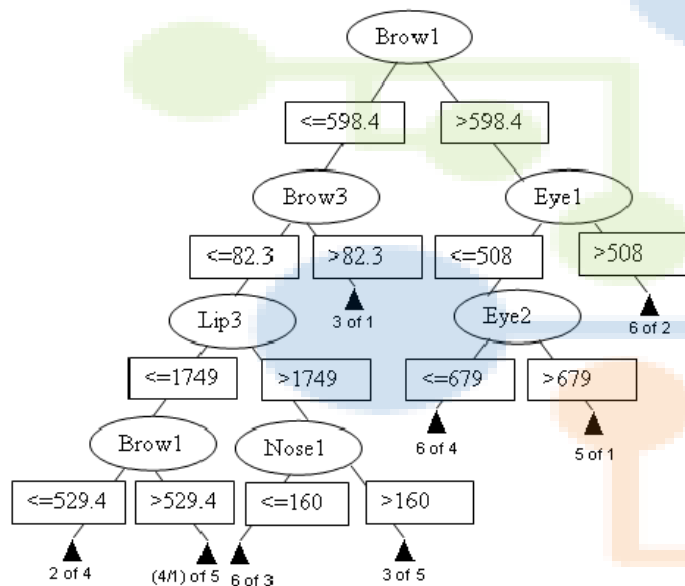 Brow1
<=598.4 >598.4
Brow3 Eye1
<=82.3 >82.3 <=508 >508
3 of 1 6 of 2
Lip3 Eye2
<=1749 >1749 <=679 >679
6 of 4 5 of 1
Brow1 Nose1
<=529.4 >529.4 <=160 >160
2 of 4 (4/1) of 5 6 of 3 3 of 5